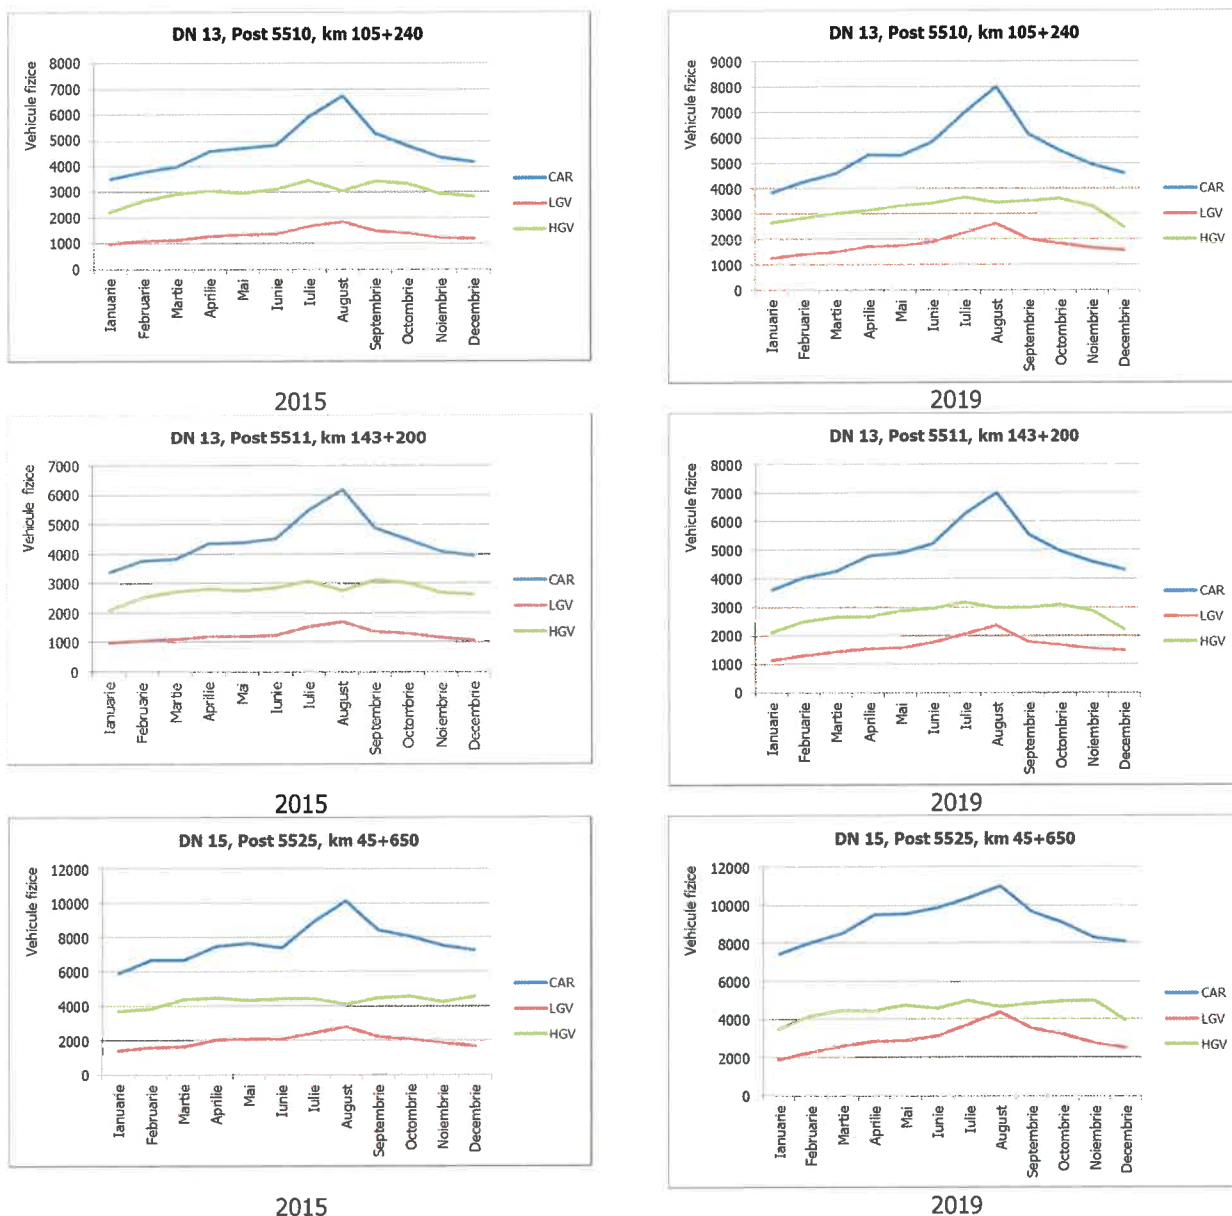 DN 13, Post 5510, km 105+240
Vehicule fizice
8000
7000
6000
5000
4000
3000
2000
1000
0
Ianuarie
Februarie
Martie
Aprilie
Mai
Iunie
Iulie
August
Septembrie
Octombrie
Noiembrie
Decembrie
CAR
LGV
HGV
2015
DN 13, Post 5510, km 105+240
Vehicule fizice
9000
8000
7000
6000
5000
4000
3000
2000
1000
0
Ianuarie
Februarie
Martie
Aprilie
Mai
Iunie
Iulie
August
Septembrie
Octombrie
Noiembrie
Decembrie
CAR
LGV
HGV
2019
DN 13, Post 5511, km 143+200
Vehicule fizice
7000
6000
5000
4000
3000
2000
1000
0
Ianuarie
Februarie
Martie
Aprilie
Mai
Iunie
Iulie
August
Septembrie
Octombrie
Noiembrie
Decembrie
CAR
LGV
HGV
2015
DN 13, Post 5511, km 143+200
Vehicule fizice
8000
7000
6000
5000
4000
3000
2000
1000
0
Ianuarie
Februarie
Martie
Aprilie
Mai
Iunie
Iulie
August
Septembrie
Octombrie
Noiembrie
Decembrie
CAR
LGV
HGV
2019
DN 15, Post 5525, km 45+650
Vehicule fizice
12000
10000
8000
6000
4000
2000
0
Ianuarie
Februarie
Martie
Aprilie
Mai
Iunie
Iulie
August
Septembrie
Octombrie
Noiembrie
Decembrie
CAR
LGV
HGV
2015
DN 15, Post 5525, km 45+650
Vehicule fizice
12000
10000
8000
6000
4000
2000
0
Ianuarie
Februarie
Martie
Aprilie
Mai
Iunie
Iulie
August
Septembrie
Octombrie
Noiembrie
Decembrie
CAR
LGV
HGV
2019